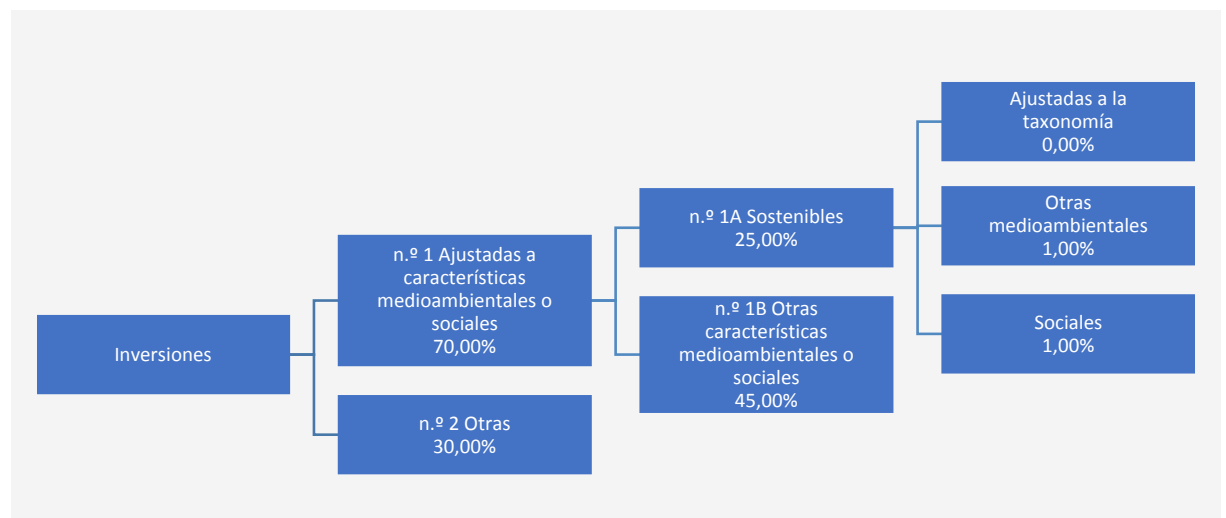 Inversiones
n.º 1 Ajustadas a
características
medioambientales o
sociales
70,00%
n.º 2 Otras
30,00%
n.º 1A Sostenibles
25,00%
n.º 1B Otras
características
medioambientales o
sociales
45,00%
Ajustadas a la
taxonomía
0,00%
Otras
medioambientales
1,00%
Sociales
1,00%